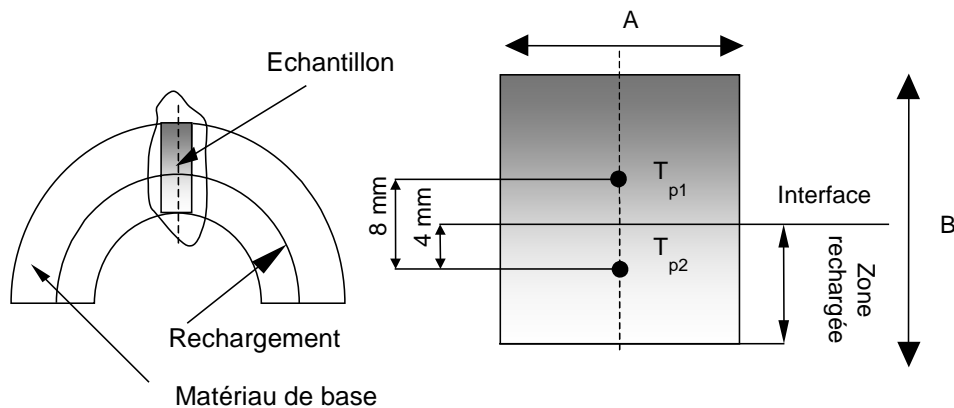 Echantillon
Rechargement
Matériau de base
A
T p1
8 mm
4 mm
Interface
T p2
Zone
rechargée
B